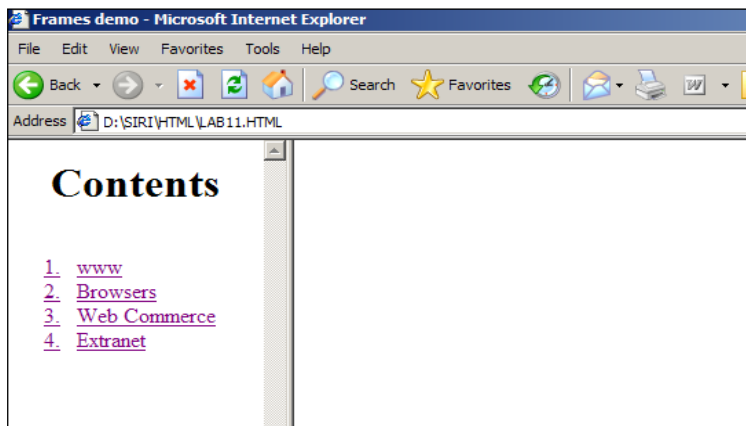 Frames demo - Microsoft Internet Explorer
File Edit View Favorites Tools Help
Back Search Favorites W
Address D:\SIRI\HTML\LAB11.HTML
Contents
1. www
2. Browsers
3. Web Commerce
4. Extranet